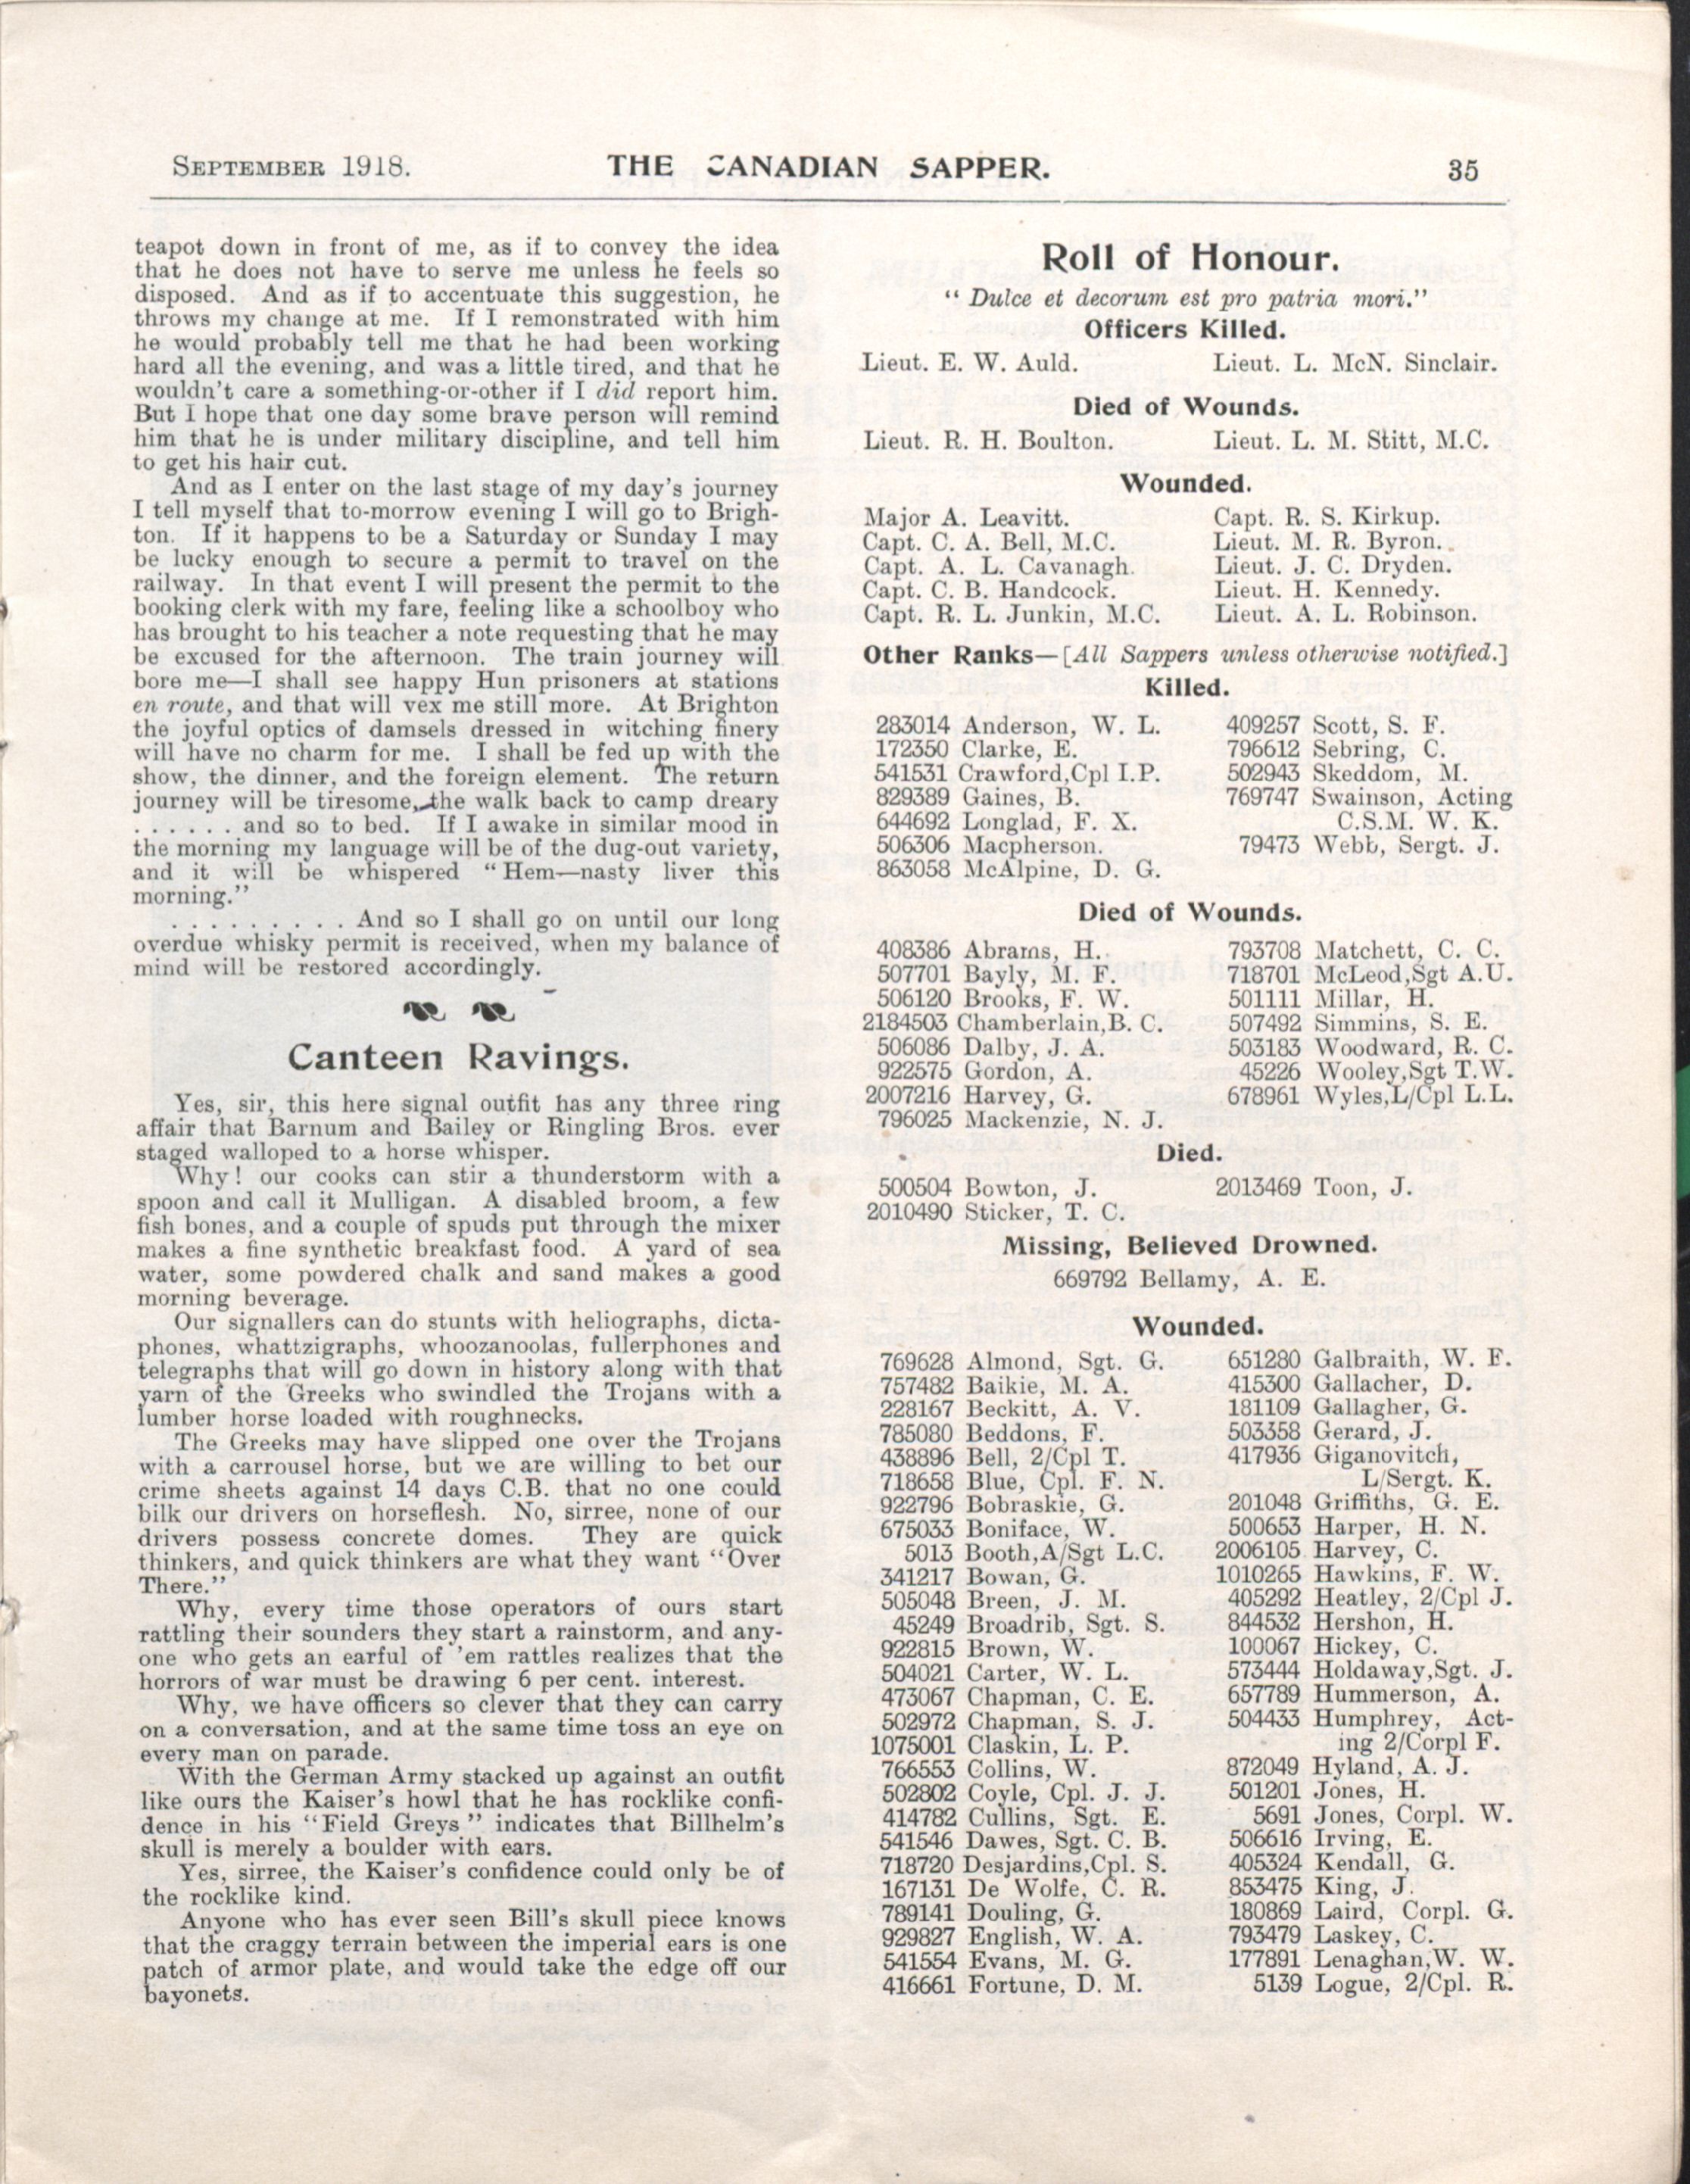 SEPTEMBER 1918.
THE CANADIAN SAPPER.
35
teapot down in front of me, as if to convey the idea
that he does not have to serve me unless he feels so
disposed. And as if to accentuate this suggestion, he
throws my change at me. If I remonstrated with him
he would probably tell me that he had been working
hard all the evening, and was a little tired, and that he
wouldn't care a something-or-other if I did report him.
But I hope that one day some brave person will remind
him that he is under military discipline, and tell him
to get his hair cut.
And as I enter on the last stage of my day's journey
I tell myself that to-morrow evening I will go to Brigh-
ton. If it happens to be a Saturday or Sunday I may
be lucky enough to secure a permit to travel on the
railway. In that event I will present the permit to the
booking clerk with my fare, feeling like a schoolboy who
has brought to his teacher a note requesting that he may
be excused for the afternoon. The train journey will
bore me—I shall see happy Hun prisoners at stations
en route, and that will vex me still more. At Brighton
the joyful optics of damsels dressed in witching finery
will have no charm for me. I shall be fed up with the
show, the dinner, and the foreign element. The return
journey will be tiresome, the walk back to camp dreary
. . . . . . and so to bed. If I awake in similar mood in
the morning my language will be of the dug-out variety,
and it will be whispered “Hem—nasty liver this
morning.”
. . . . . . . . . And so I shall go on until our long
overdue whisky permit is received, when my balance of
mind will be restored accordingly.
Canteen Ravings.
Yes, sir, this here signal outfit has any three ring
affair that Barnum and Bailey or Ringling Bros. ever
staged walloped to a horse whisper.
Why! our cooks can stir a thunderstorm with a
spoon and call it Mulligan. A disabled broom, a few
fish bones, and a couple of spuds put through the mixer
makes a fine synthetic breakfast food. A yard of sea
water, some powdered chalk and sand makes a good
morning beverage.
Our signallers can do stunts with heliographs, dicta-
phones, whattzigraphs, whoozanoolas, fullerphones and
telegraphs that will go down in history along with that
yarn of the Greeks who swindled the Trojans with a
lumber horse loaded with roughnecks.
The Greeks may have slipped one over the Trojans
with a carrousel horse, but we are willing to bet our
crime sheets against 14 days C.B. that no one could
bilk our drivers on horseflesh. No, sirree, none of our
drivers possess concrete domes. They are quick
thinkers, and quick thinkers are what they want “Over
There.”
Why, every time those operators of ours start
rattling their sounders they start a rainstorm, and any-
one who gets an earful of 'em rattles realizes that the
horrors of war must be drawing 6 per cent. interest.
Why, we have officers so clever that they can carry
on a conversation, and at the same time toss an eye on
every man on parade.
With the German Army stacked up against an outfit
like ours the Kaiser's howl that he has rocklike confi-
dence in his “Field Greys” indicates that Billhelm's
skull is merely a boulder with ears.
Yes, sirree, the Kaiser's confidence could only be of
the rocklike kind.
Anyone who has ever seen Bill's skull piece knows
that the craggy terrain between the imperial ears is one
patch of armor plate, and would take the edge off our
bayonets.
Roll of Honour.
“Dulce et decorum est pro patria mori.”
Officers Killed.
Lieut. E. W. Auld.
Lieut. L. McN. Sinclair.
Died of Wounds.
Lieut. R. H. Boulton.
Lieut. L. M. Stitt, M.C.
Wounded.
Major A. Leavitt.
Capt. C. A. Bell, M.C.
Capt. A. L. Cavanagh.
Capt. C. B. Handcock.
Capt. R. L. Junkin, M.C.
Capt. R. S. Kirkup.
Lieut. M. R. Byron.
Lieut. J. C. Dryden.
Lieut. H. Kennedy.
Lieut. A. L. Robinson.
Other Ranks—[All Sappers unless otherwise notified.]
Killed.
283014 Anderson, W. L.
172350 Clarke, E.
541531 Crawford,Cpl I.P.
829389 Gaines, B.
644692 Longlad, F. X.
506306 Macpherson.
863058 McAlpine, D. G.
409257 Scott, S. F.
796612 Sebring, C.
502943 Skeddom, M.
769747 Swainson, Acting
C.S.M. W. K.
79473 Webb, Sergt. J.
Died of Wounds.
408386 Abrams, H.
507701 Bayly, M. F.
506120 Brooks, F. W.
2184503 Chamberlain,B. C.
506086 Dalby, J. A.
922575 Gordon, A.
2007216 Harvey, G.
796025 Mackenzie, N. J.
793708 Matchett, C. C.
718701 McLeod,Sgt A.U.
501111 Millar, H.
507492 Simmins, S. E.
503183 Woodward, R. C.
45226 Wooley,Sgt T.W.
678961 Wyles,L/Cpl L.L.
Died.
500504 Bowton, J.
2010490 Sticker, T. C.
2013469 Toon, J.
Missing, Believed Drowned.
669792 Bellamy, A. E.
Wounded.
769628 Almond, Sgt. G.
757482 Baikie, M. A.
228167 Beckitt, A. V.
785080 Beddons, F.
438896 Bell, 2/Cpl T.
718658 Blue, Cpl. F. N.
922796 Bobraskie, G.
675033 Boniface, W.
5013 Booth,A/Sgt L.C.
341217 Bowan, G.
505048 Breen, J. M.
45249 Broadrib, Sgt. S.
922815 Brown, W.
504021 Carter, W. L.
473067 Chapman, C. E.
502972 Chapman, S. J.
1075001 Claskin, L. P.
766553 Collins, W.
502802 Coyle, Cpl. J. J.
414782 Cullins, Sgt. E.
541546 Dawes, Sgt. C. B.
718720 Desjardins,Cpl. S.
167131 De Wolfe, C. R.
789141 Douling, G.
929827 English, W. A.
541554 Evans, M. G.
416661 Fortune, D. M.
651280 Galbraith, W. F.
415300 Gallacher, D.
181109 Gallagher, G.
503358 Gerard, J.
417936 Giganovitch,
L/Sergt. K.
201048 Griffiths, G. E.
500653 Harper, H. N.
2006105 Harvey, C.
1010265 Hawkins, F. W.
405292 Heatley, 2/Cpl J.
844532 Hershon, H.
100067 Hickey, C.
573444 Holdaway,Sgt. J.
657789 Hummerson, A.
504433 Humphrey, Act-
ing 2/Corpl F.
872049 Hyland, A. J.
501201 Jones, H.
5691 Jones, Corpl. W.
506616 Irving, E.
405324 Kendall, G.
853475 King, J.
180869 Laird, Corpl. G.
793479 Laskey, C.
177891 Lenaghan,W. W.
5139 Logue, 2/Cpl. R.